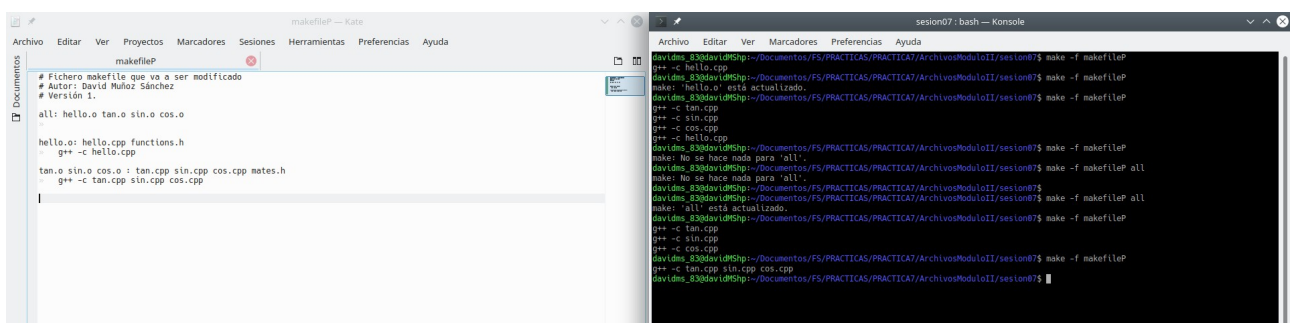 makefileP — Kate
Archivo Editar Ver Proyectos Marcadores Sesiones Herramientas Preferencias Ayuda
Documentos
makefileP
# Fichero makefile que va a ser modificado
# Autor: David Muñoz Sánchez
# Versión 1.
all: hello.o tan.o sin.o cos.o
hello.o: hello.cpp functions.h
g++ -c hello.cpp
tan.o sin.o cos.o : tan.cpp sin.cpp cos.cpp mates.h
g++ -c tan.cpp sin.cpp cos.cpp
sesion07 : bash — Konsole
Archivo Editar Ver Marcadores Preferencias Ayuda
davidms_83@davidMShp:~/Documentos/FS/PRACTICAS/PRACTICA7/ArchivosModuloII/sesion07$ make -f makefileP
g++ -c hello.cpp
davidms_83@davidMShp:~/Documentos/FS/PRACTICAS/PRACTICA7/ArchivosModuloII/sesion07$ make -f makefileP
make: 'hello.o' está actualizado.
davidms_83@davidMShp:~/Documentos/FS/PRACTICAS/PRACTICA7/ArchivosModuloII/sesion07$ make -f makefileP
g++ -c tan.cpp
g++ -c sin.cpp
g++ -c cos.cpp
g++ -c hello.cpp
davidms_83@davidMShp:~/Documentos/FS/PRACTICAS/PRACTICA7/ArchivosModuloII/sesion07$ make -f makefileP
make: No se hace nada para 'all'.
davidms_83@davidMShp:~/Documentos/FS/PRACTICAS/PRACTICA7/ArchivosModuloII/sesion07$ make -f makefileP all
make: No se hace nada para 'all'.
davidms_83@davidMShp:~/Documentos/FS/PRACTICAS/PRACTICA7/ArchivosModuloII/sesion07$
davidms_83@davidMShp:~/Documentos/FS/PRACTICAS/PRACTICA7/ArchivosModuloII/sesion07$ make -f makefileP all
make: 'all' está actualizado.
davidms_83@davidMShp:~/Documentos/FS/PRACTICAS/PRACTICA7/ArchivosModuloII/sesion07$ make -f makefileP
g++ -c tan.cpp
g++ -c sin.cpp
g++ -c cos.cpp
davidms_83@davidMShp:~/Documentos/FS/PRACTICAS/PRACTICA7/ArchivosModuloII/sesion07$ make -f makefileP
g++ -c tan.cpp sin.cpp cos.cpp
davidms_83@davidMShp:~/Documentos/FS/PRACTICAS/PRACTICA7/ArchivosModuloII/sesion07$